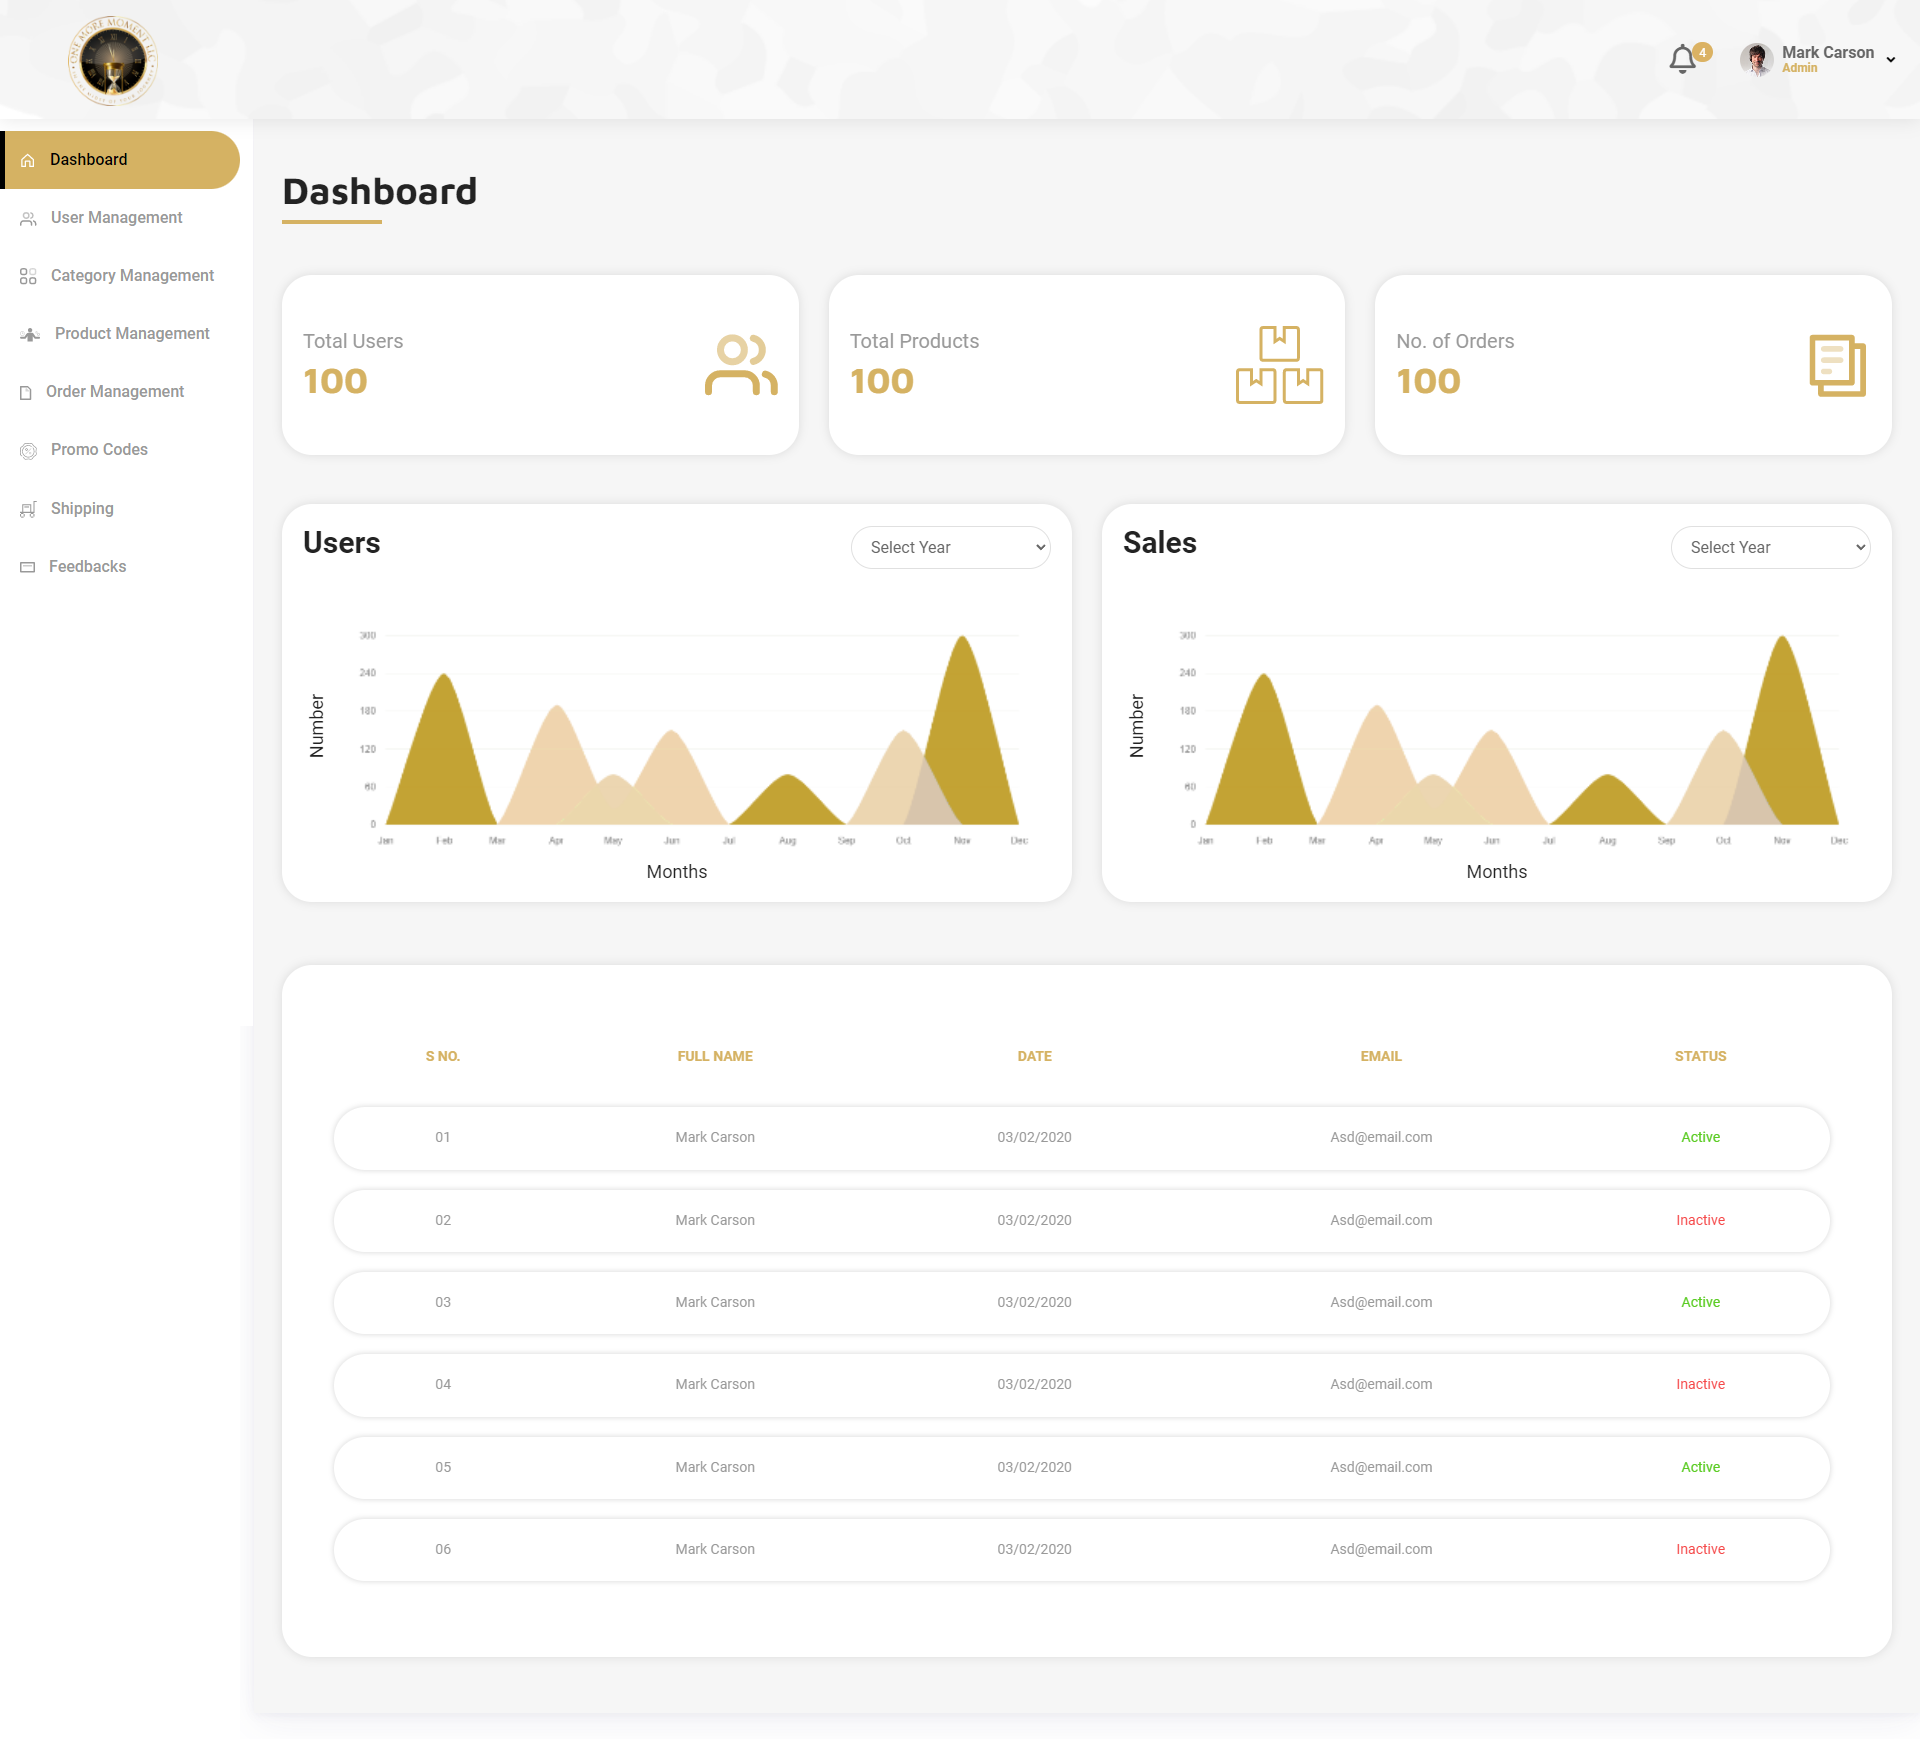 ONE MORE MOMENT LLC
4
Mark Carson
Admin
Dashboard
User Management
Category Management
Product Management
Order Management
Promo Codes
Shipping
Feedbacks
Dashboard
Total Users
100
Total Products
100
No. of Orders
100
Users
Select Year
300
240
180
120
60
0
Number
Jan Feb Mar Apr May Jun Jul Aug Sep Oct Nov Dec
Months
Sales
Select Year
300
240
180
120
60
0
Number
Jan Feb Mar Apr May Jun Jul Aug Sep Oct Nov Dec
Months
S NO. FULL NAME DATE EMAIL STATUS
01 Mark Carson 03/02/2020 Asd@email.com Active
02 Mark Carson 03/02/2020 Asd@email.com Inactive
03 Mark Carson 03/02/2020 Asd@email.com Active
04 Mark Carson 03/02/2020 Asd@email.com Inactive
05 Mark Carson 03/02/2020 Asd@email.com Active
06 Mark Carson 03/02/2020 Asd@email.com Inactive